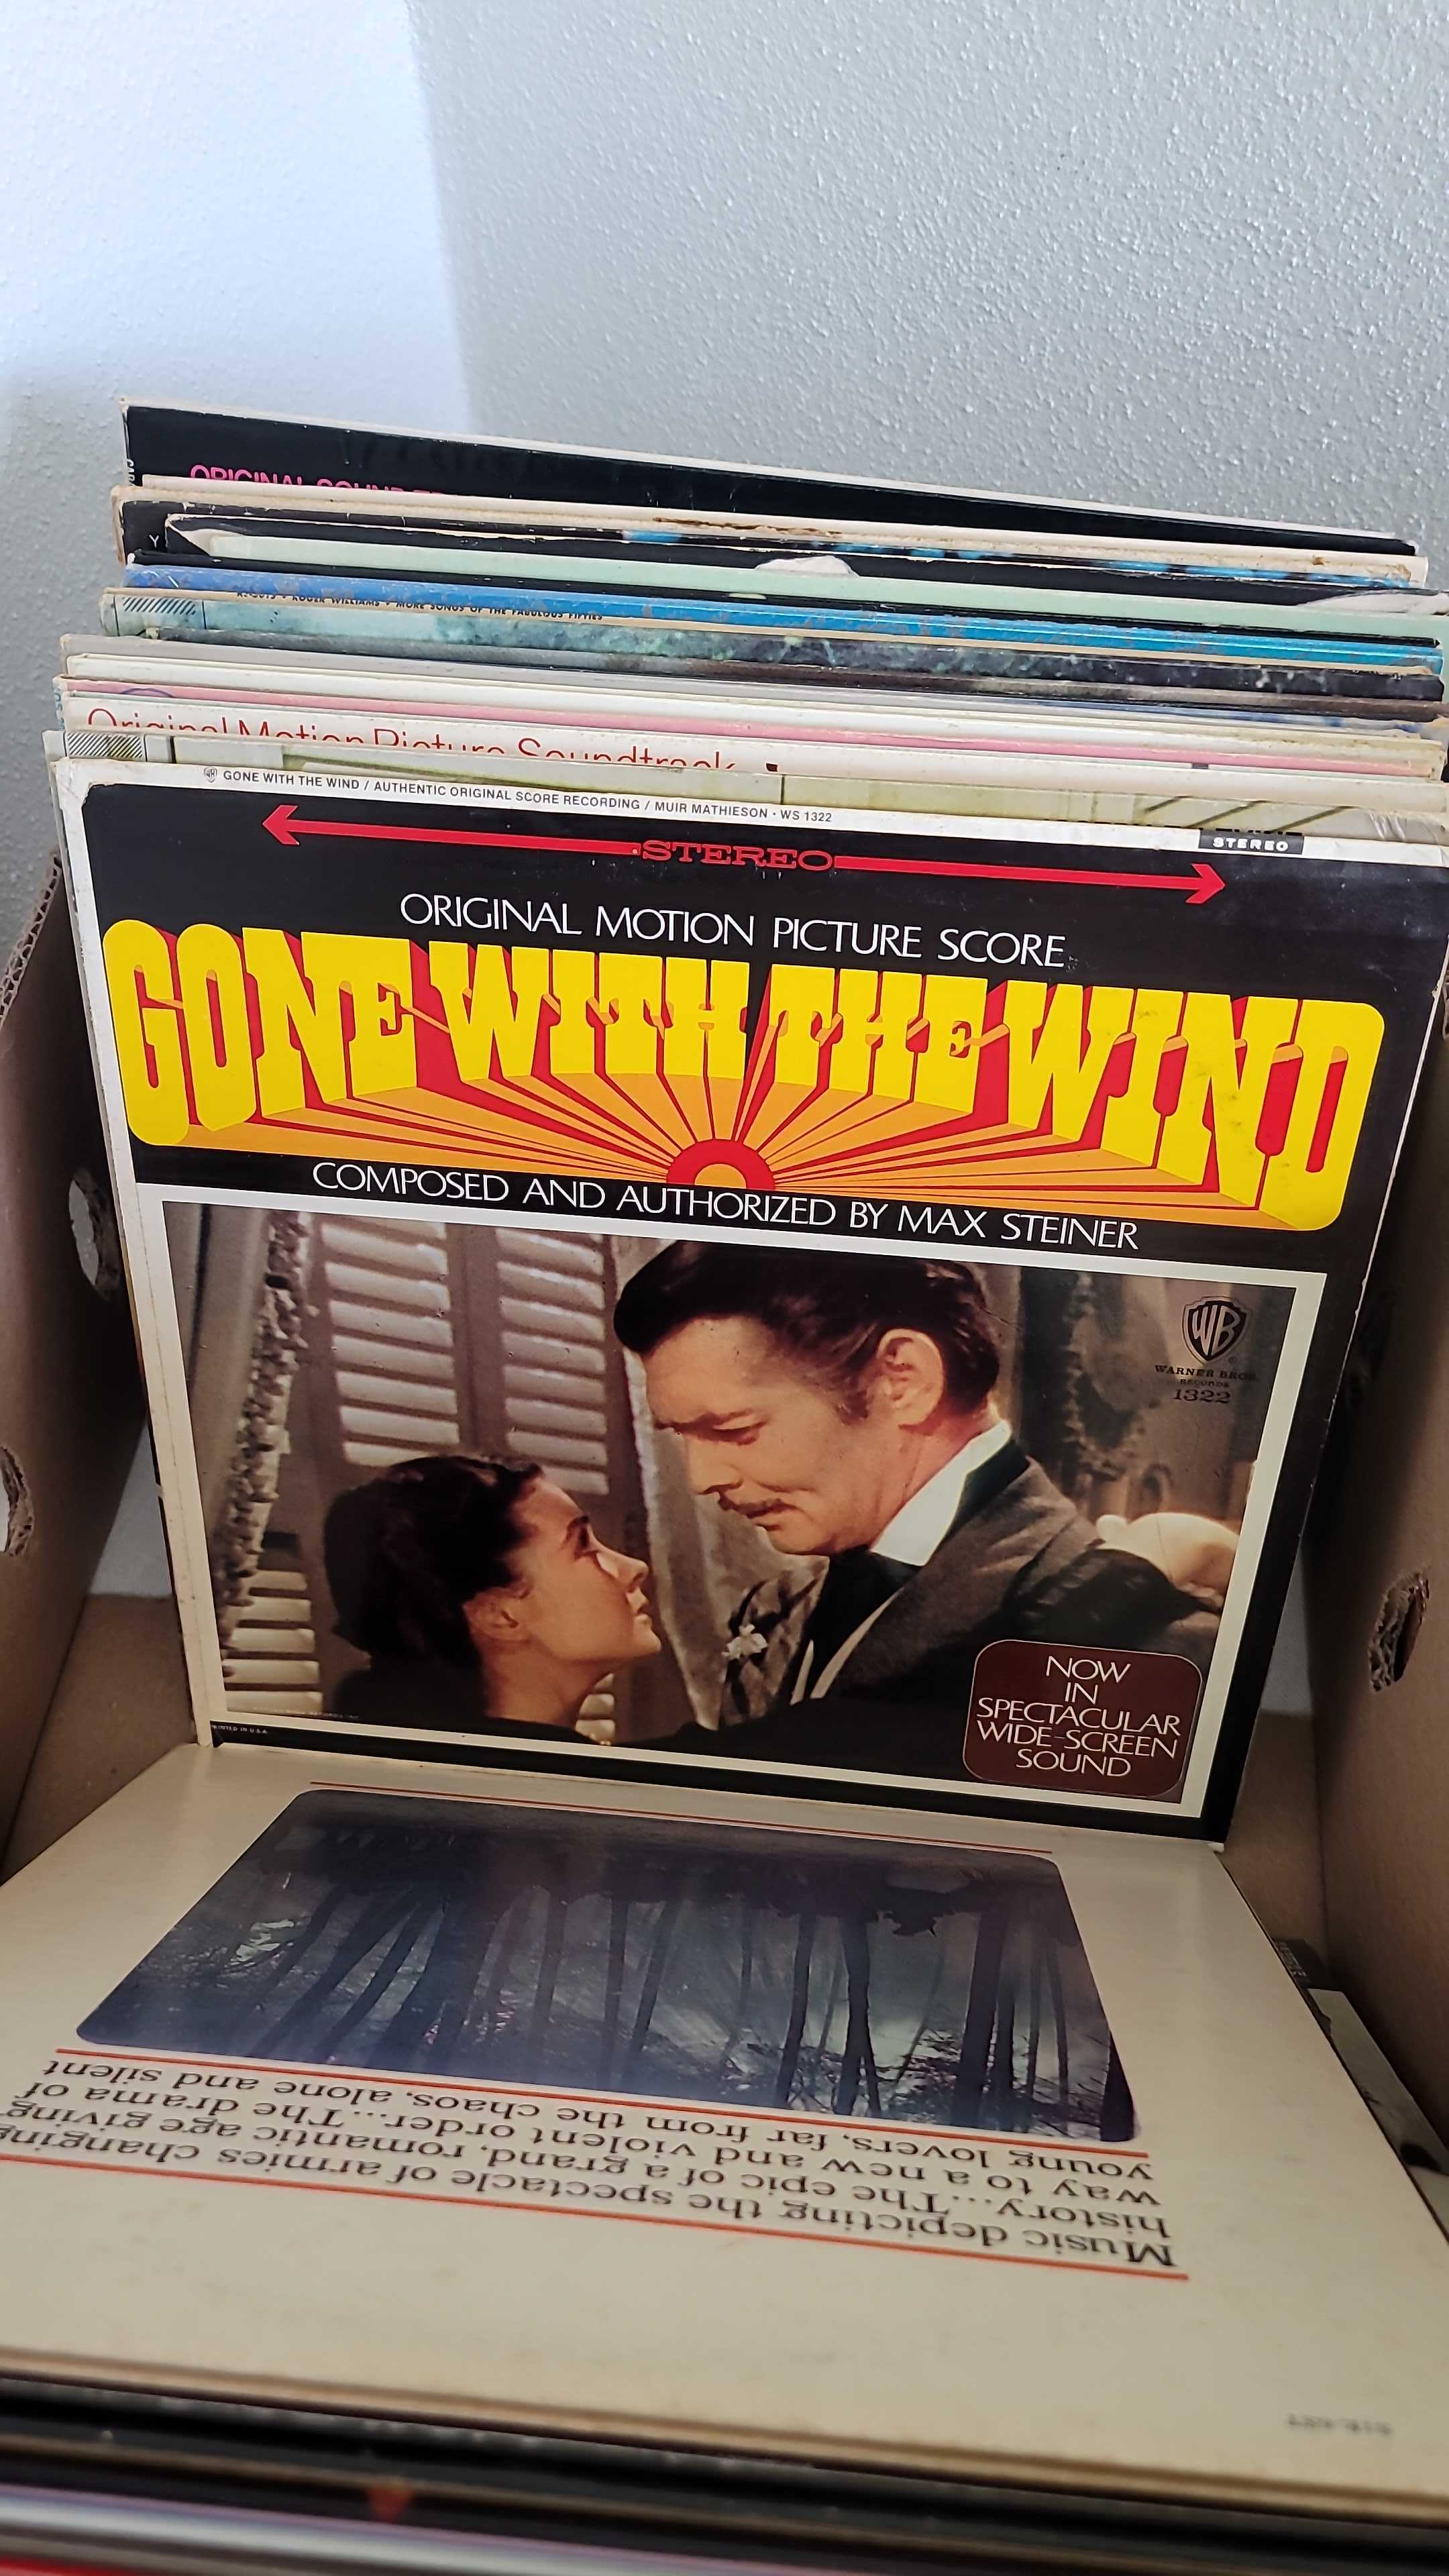 ORIGINAL SOUND
Y
ROGER WILLIAMS • MORE SONGS OF THE FABULOUS FIFTIES
Original Motion Picture Soundtrack
GONE WITH THE WIND / AUTHENTIC ORIGINAL SCORE RECORDING / MUIR MATHIESON • WS 1322
STEREO
STEREO
ORIGINAL MOTION PICTURE SCORE
GONE WITH THE WIND
COMPOSED AND AUTHORIZED BY MAX STEINER
WB
WARNER BROS.
RECORDS
1322
NOW
IN
SPECTACULAR
WIDE-SCREEN
SOUND
PRINTED IN U.S.A.
Music depicting the spectacle of armies changing
history...The epic of a grand, romantic age giving
way to a new and violent order...The drama of
young lovers, far from the chaos, alone and silent